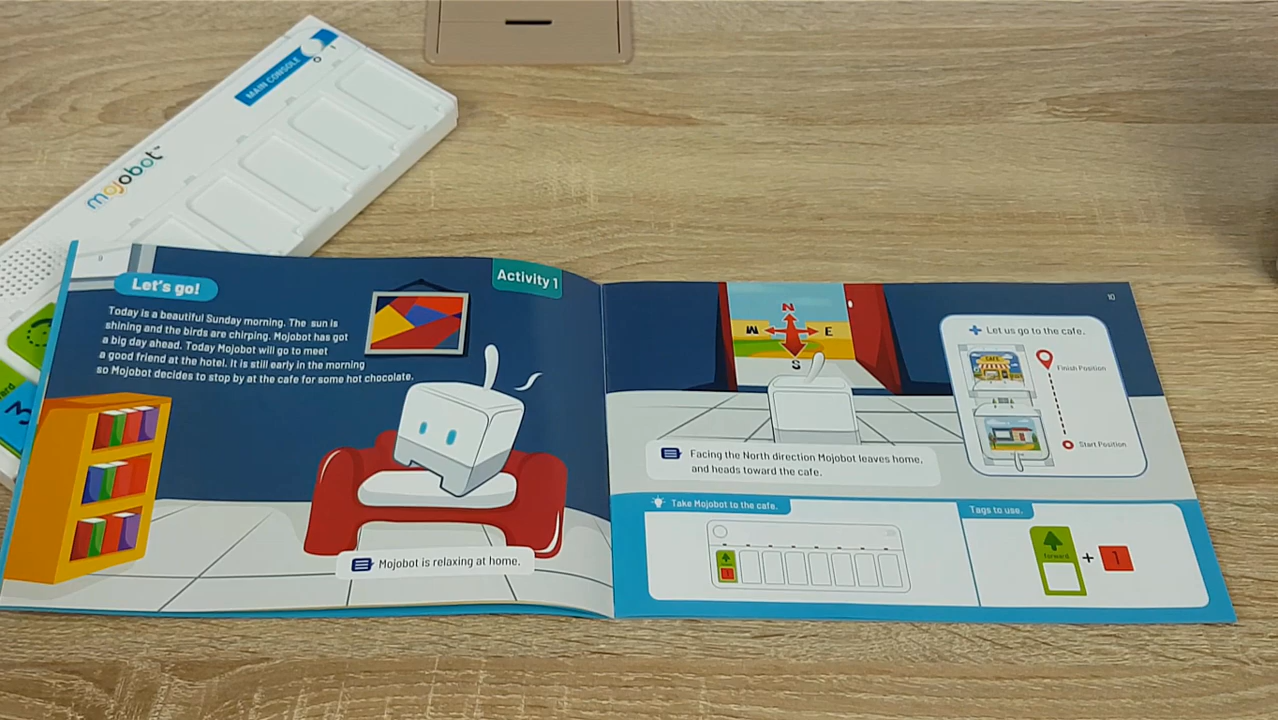 MAIN CONSOLE
mojobot™
9
Let's go!
Activity 1
Today is a beautiful Sunday morning. The sun is
shining and the birds are chirping. Mojobot has got
a big day ahead. Today Mojobot will go to meet
a good friend at the hotel. It is still early in the morning
so Mojobot decides to stop by at the cafe for some hot chocolate.
Mojobot is relaxing at home.
10
N
W
E
S
Facing the North direction Mojobot leaves home,
and heads toward the cafe.
Let us go to the cafe.
CAFE
Finish Position
Start Position
Take Mojobot to the cafe.
1
Tags to use.
Forward
+
1
3